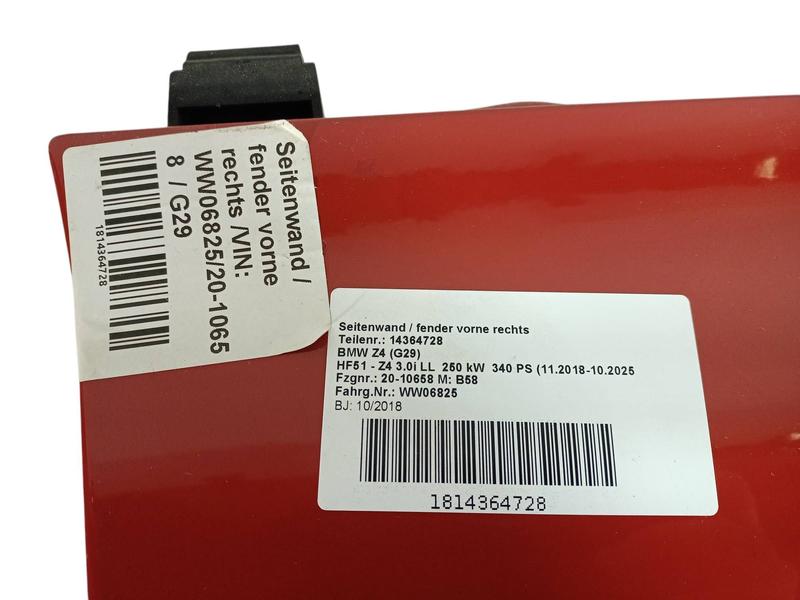 Seitenwand /
fender vorne
rechts /VIN:
WW06825/20-1065
8 / G29
1814364728
Seitenwand / fender vorne rechts
Teilenr.: 14364728
BMW Z4 (G29)
HF51 - Z4 3.0i LL 250 kW 340 PS (11.2018-10.2025
Fzgnr.: 20-10658 M: B58
Fahrg.Nr.: WW06825
BJ: 10/2018
1814364728